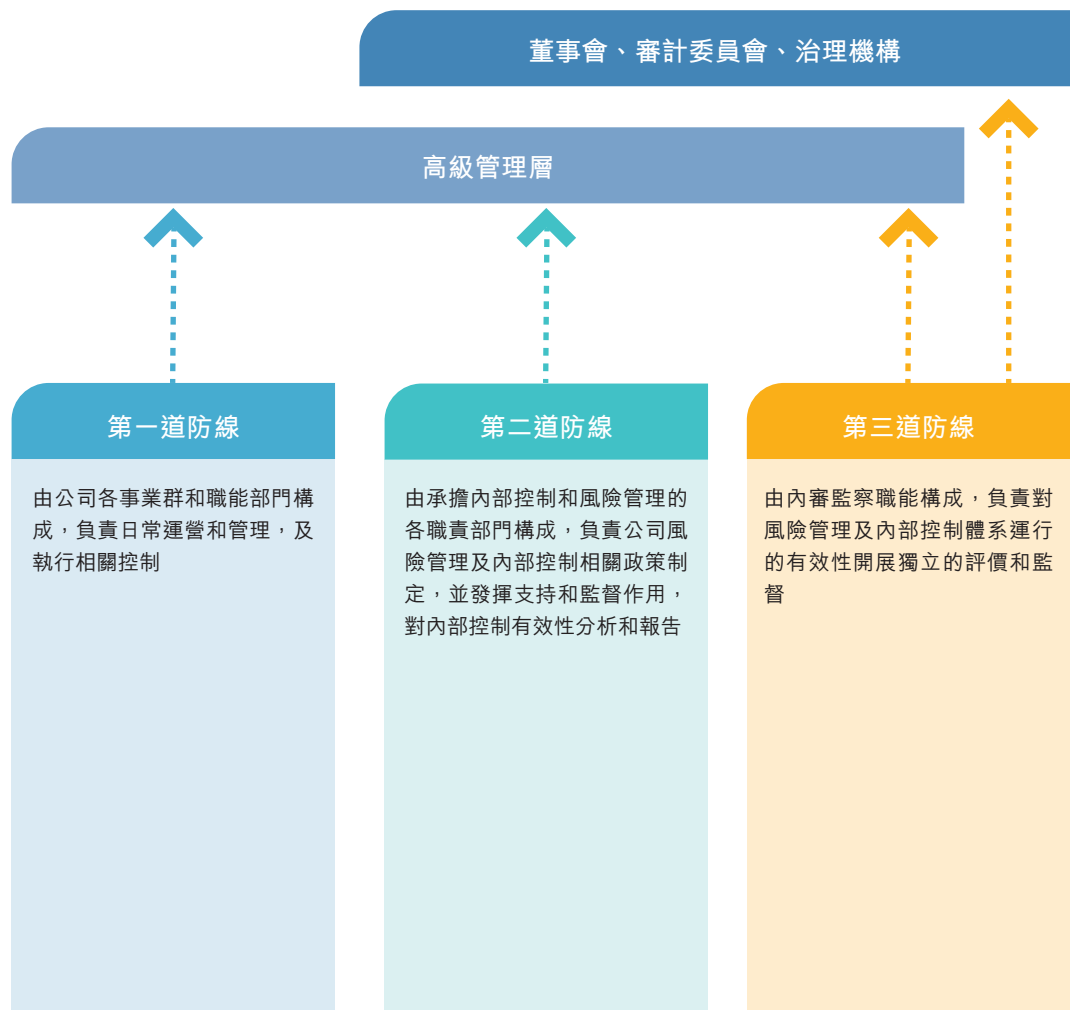 董事會、審計委員會、治理機構
高級管理層
第一道防線
由公司各事業群和職能部門構
成，負責日常運營和管理，及
執行相關控制
第二道防線
由承擔內部控制和風險管理的
各職責部門構成，負責公司風
險管理及內部控制相關政策制
定，並發揮支持和監督作用，
對內部控制有效性分析和報告
第三道防線
由內審監察職能構成，負責對
風險管理及內部控制體系運行
的有效性開展獨立的評價和監
督